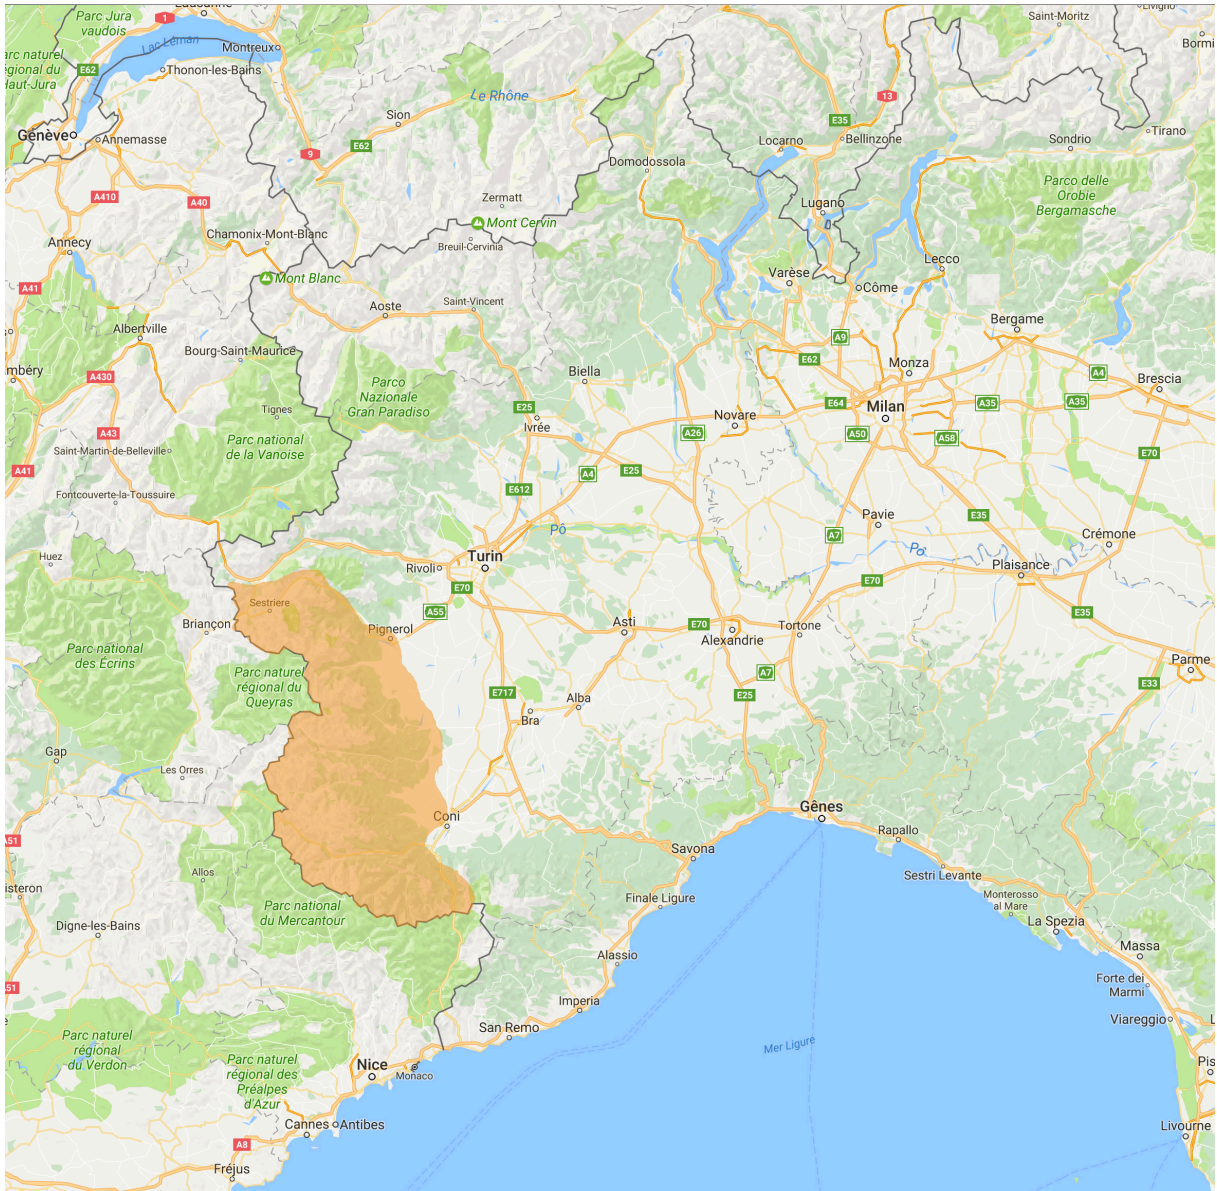 Parc Jura
vaudois
1
Lausanne
Saint-Moritz
Livigno
Bormi
arc naturel
égional du
Haut-Jura
E62
Lac Léman
Montreux
Thonon-les-Bains
Le Rhône
13
Genève
Annemasse
Sion
E62
9
E35
Locarno
Bellinzone
Sondrio
Tirano
Domodossola
A410
A40
Zermatt
Mont Cervin
Breuil-Cervinia
Lugano
Parco delle
Orobie
Bergamasche
Annecy
Chamonix-Mont-Blanc
Mont Blanc
Varèse
Lecco
Côme
A41
Aoste
Saint-Vincent
Albertville
Bergame
Bourg-Saint-Maurice
A9
E62
mbéry
A430
Parco
Nazionale
Gran Paradiso
Biella
Monza
A4
Brescia
Tignes
E25
Ivrée
Novare
E64
Milan
A35
A35
A43
Parc national
de la Vanoise
A26
A50
A58
Saint-Martin-de-Belleville
A41
A4
E25
E70
Fontcouverte-la-Toussuire
E612
Pô
Pavie
E35
A7
Crémone
Huez
Turin
Rivoli
Pô
Plaisance
E70
E70
Sestriere
A55
E35
Briançon
Pignerol
Asti
E70
Alexandrie
Tortone
Parc national
des Écrins
Parc naturel
régional du
Queyras
A7
Parme
E33
E717
Alba
E25
Bra
Gap
Les Orres
Coni
Gênes
A51
Rapallo
Savona
Allos
Sestri Levante
isteron
Finale Ligure
Monterosso
al Mare
Parc national
du Mercantour
Digne-les-Bains
La Spezia
Massa
Alassio
A51
Forte dei
Marmi
Imperia
San Remo
Viareggio
Parc naturel
régional
du Verdon
Mer Ligure
Parc naturel
régional des
Préalpes
d'Azur
Nice
Monaco
Pis
Cannes
Antibes
Livourne
A8
Fréjus